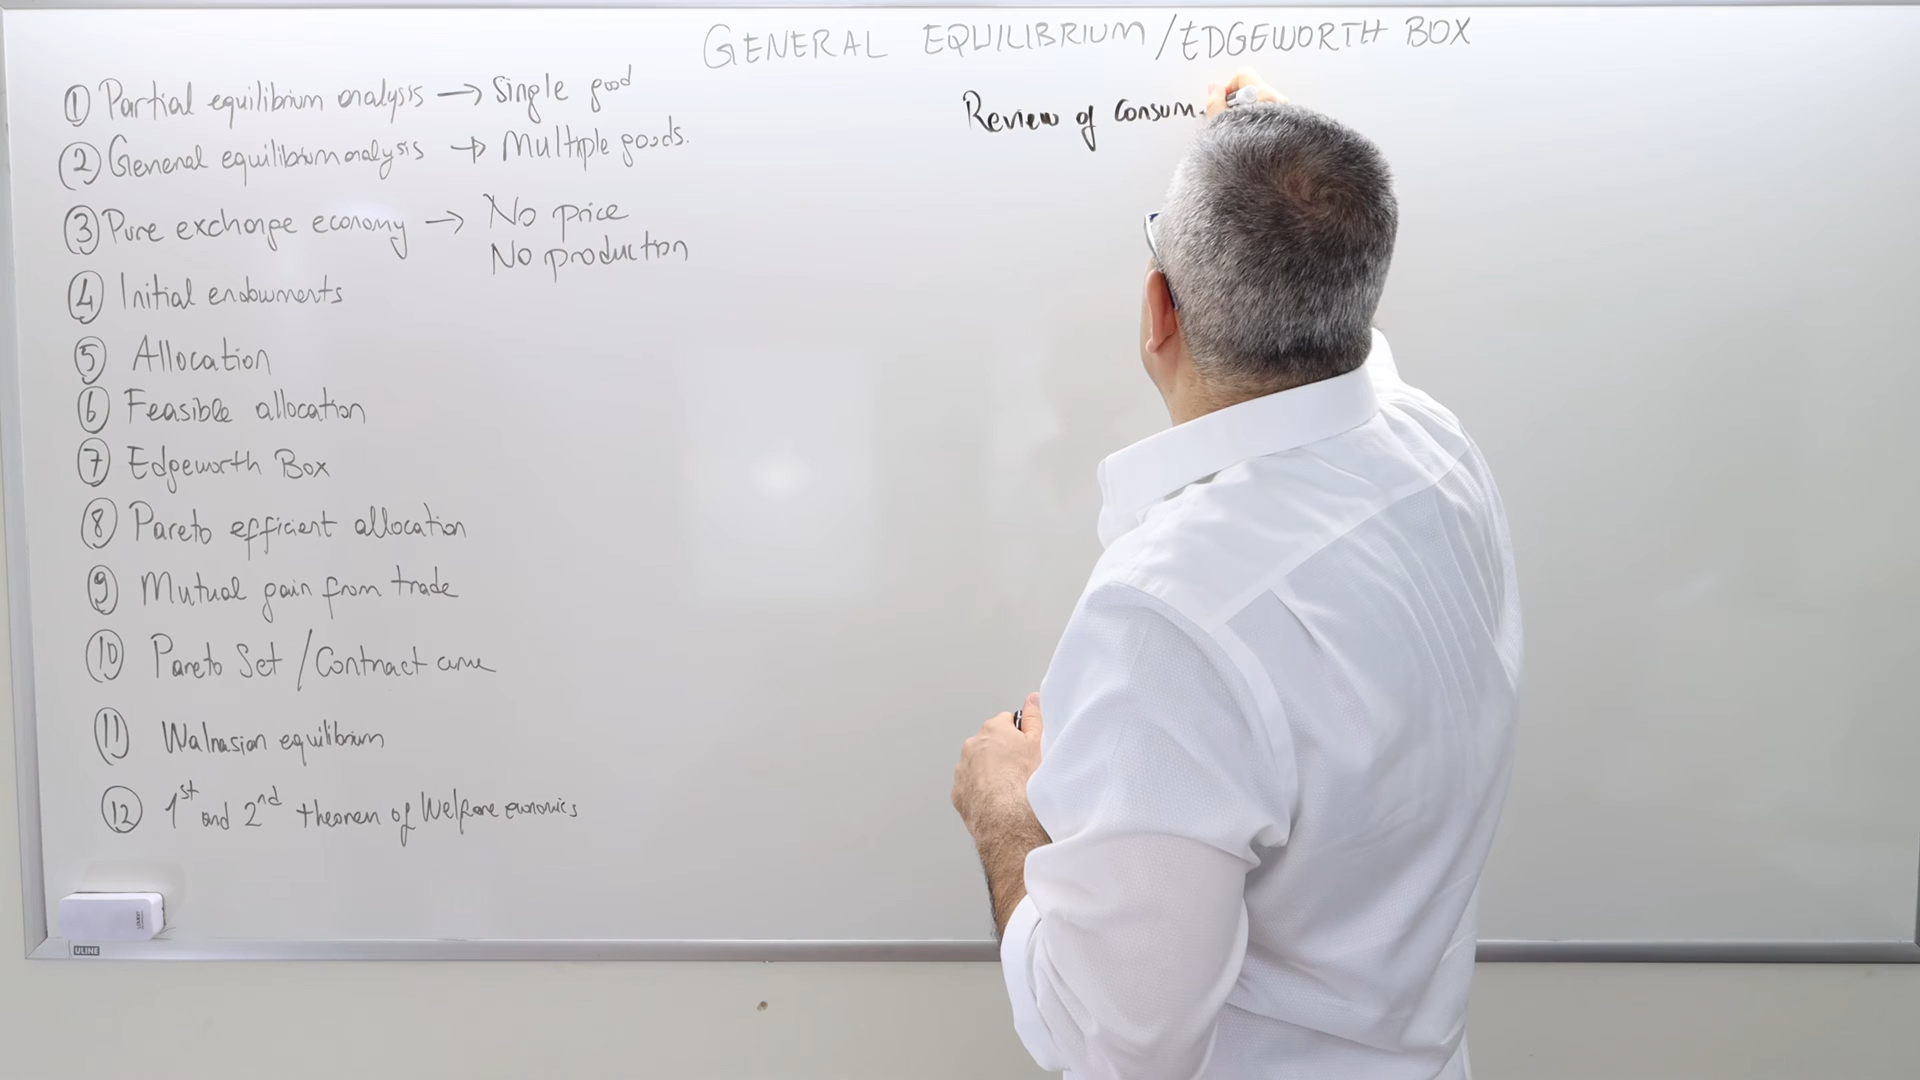 GENERAL EQUILIBRIUM / EDGEWORTH BOX
① Partial equilibrium analysis → Single good
② General equilibrium analysis → Multiple goods.
③ Pure exchange economy → No price
No production
④ Initial endowments
⑤ Allocation
⑥ Feasible allocation
⑦ Edgeworth Box
⑧ Pareto efficient allocation
⑨ Mutual gain from trade
⑩ Pareto Set / Contract curve
⑪ Walrasian equilibrium
⑫ 1st and 2nd theorem of Welfare economics
Review of consum
ULINE